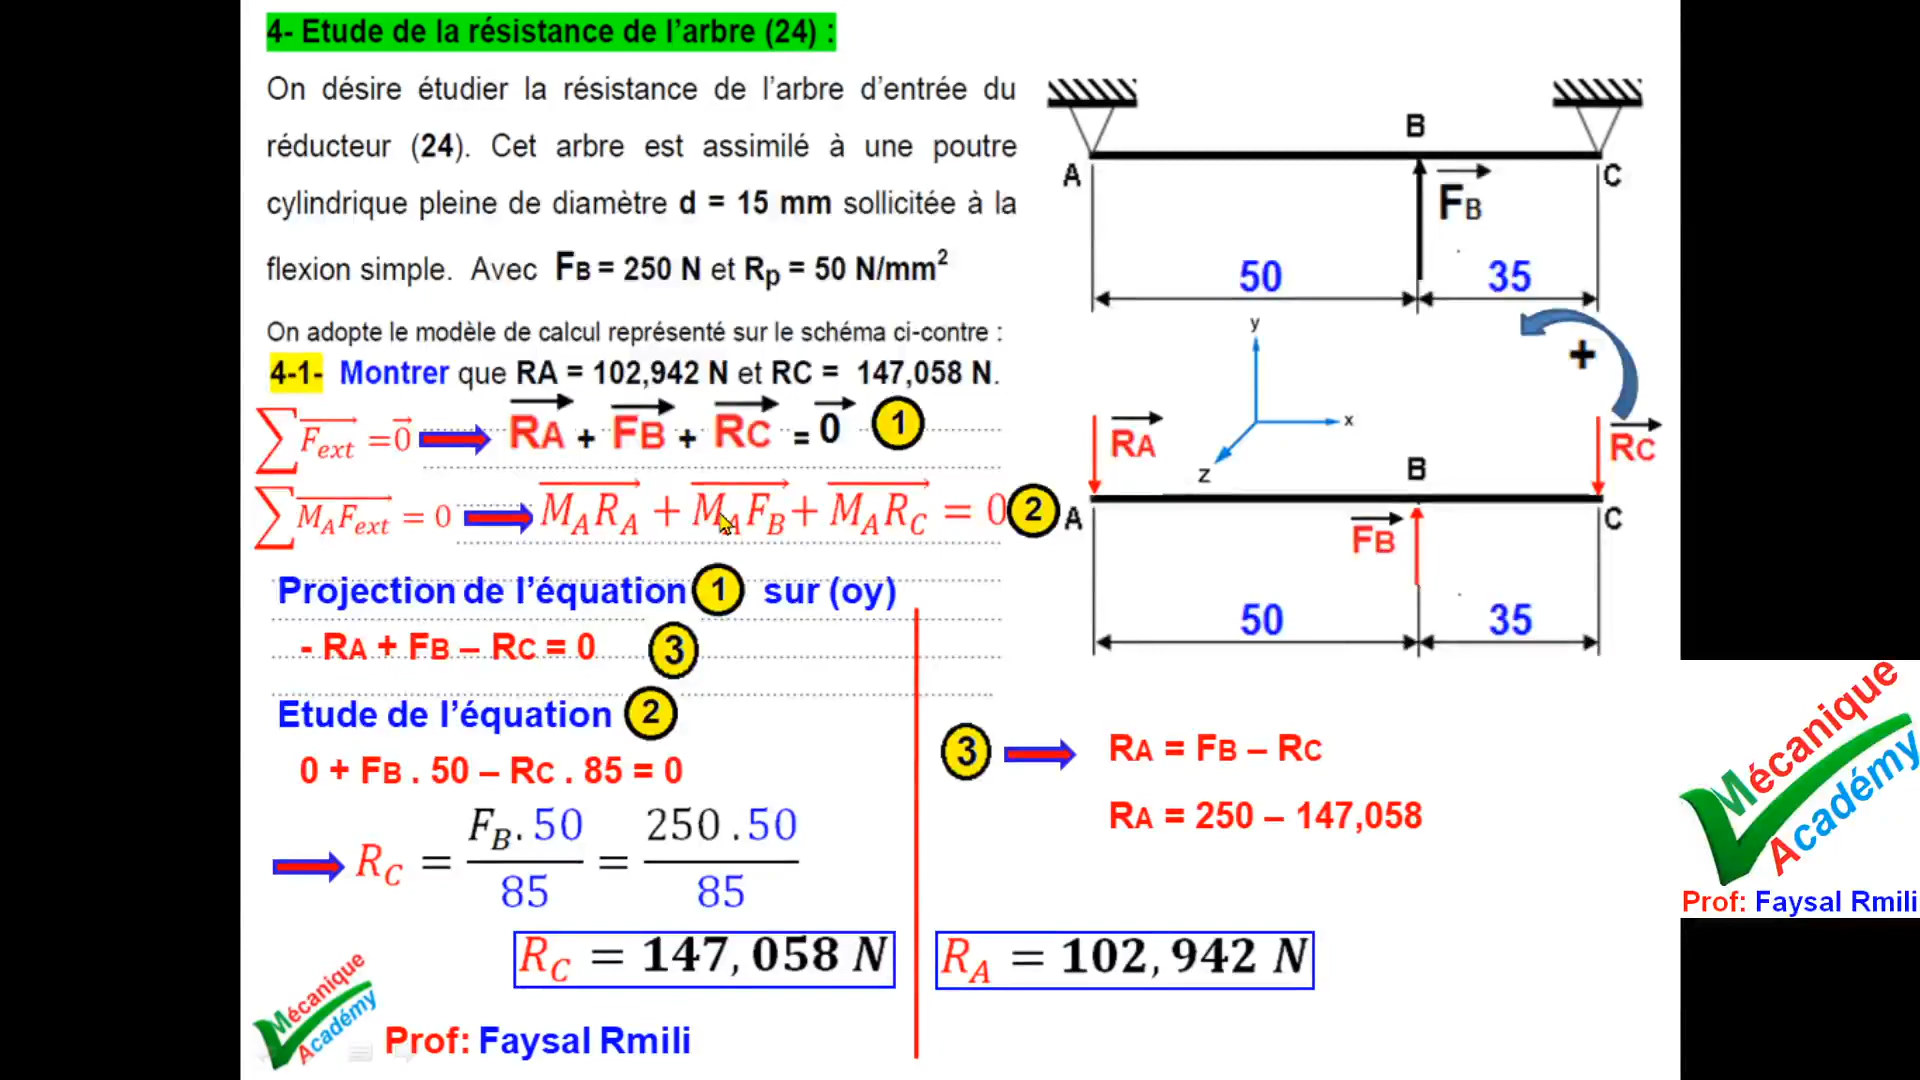 4- Etude de la résistance de l'arbre (24) :
On désire étudier la résistance de l'arbre d'entrée du
réducteur (24). Cet arbre est assimilé à une poutre
cylindrique pleine de diamètre d = 15 mm sollicitée à la
flexion simple. Avec FB = 250 N et Rp = 50 N/mm²
On adopte le modèle de calcul représenté sur le schéma ci-contre :
4-1- Montrer que RA = 102,942 N et RC = 147,058 N.
∑ F⃗ext = 0⃗ RA + FB + RC = 0 1
∑ MAFext = 0 MARA + MAFB + MARC = 0 2
Projection de l'équation 1 sur (oy)
- RA + FB – RC = 0 3
Etude de l'équation 2
0 + FB . 50 – RC . 85 = 0
RC = FB. 50 / 85 = 250 . 50 / 85
RC = 147, 058 N
3 RA = FB – RC
RA = 250 – 147,058
RA = 102, 942 N
B
A
C
FB
50
35
y
x
z
+
RA
RC
B
A
C
FB
50
35
Mécanique
Académy
Prof: Faysal Rmili
Mécanique
Académy
Prof: Faysal Rmili